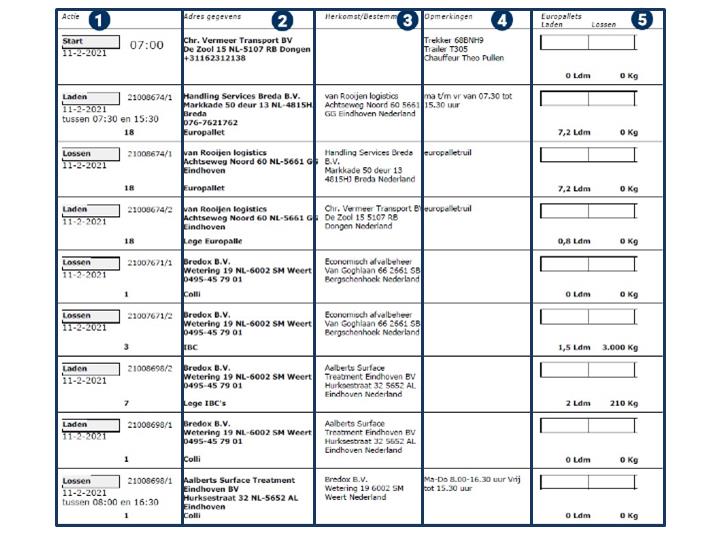 Actie 1 Adres gegevens 2 Herkomst/Bestemm 3 Opmerkingen 4 Europallets 5
Laden Lossen
Start 07:00 Chr. Vermeer Transport BV Trekker 68BNH9
11-2-2021 De Zool 15 NL-5107 RB Dongen Trailer T305
+31162312138 Chauffeur Theo Pullen
0 Ldm 0 Kg
Laden 21008674/1 Handling Services Breda B.V. van Rooijen logistics ma t/m vr van 07.30 tot
11-2-2021 Markkade 50 deur 13 NL-4815H. Achtseweg Noord 60 5661 15.30 uur
tussen 07:30 en 15:30 Breda GG Eindhoven Nederland
076-7621762
18 Europallet 7,2 Ldm 0 Kg
Lossen 21008674/1 van Rooijen logistics Handling Services Breda europalletruil
11-2-2021 Achtseweg Noord 60 NL-5661 GG B.V.
Eindhoven Markkade 50 deur 13
4815HJ Breda Nederland
18 Europallet 7,2 Ldm 0 Kg
Laden 21008674/2 van Rooijen logistics Chr. Vermeer Transport BV europalletruil
11-2-2021 Achtseweg Noord 60 NL-5661 GG De Zool 15 5107 RB
Eindhoven Dongen Nederland
18 Lege Europalle 0,8 Ldm 0 Kg
Lossen 21007671/1 Bredox B.V. Economisch afvalbeheer
11-2-2021 Wetering 19 NL-6002 SM Weert Van Goghlaan 66 2661 SB
0495-45 79 01 Bergschenhoek Nederland
1 Colli 0 Ldm 0 Kg
Lossen 21007671/2 Bredox B.V. Economisch afvalbeheer
11-2-2021 Wetering 19 NL-6002 SM Weert Van Goghlaan 66 2661 SB
0495-45 79 01 Bergschenhoek Nederland
3 IBC 1,5 Ldm 3.000 Kg
Laden 21008698/2 Bredox B.V. Aalberts Surface
11-2-2021 Wetering 19 NL-6002 SM Weert Treatment Eindhoven BV
0495-45 79 01 Hurksestraat 32 5652 AL
Eindhoven Nederland
7 Lege IBC's 2 Ldm 210 Kg
Laden 21008698/1 Bredox B.V. Aalberts Surface
11-2-2021 Wetering 19 NL-6002 SM Weert Treatment Eindhoven BV
0495-45 79 01 Hurksestraat 32 5652 AL
Eindhoven Nederland
1 Colli 0 Ldm 0 Kg
Lossen 21008698/1 Aalberts Surface Treatment Bredox B.V. Ma-Do 8.00-16.30 uur Vrij
11-2-2021 Eindhoven BV Wetering 19 6002 SM tot 15.30 uur
tussen 08:00 en 16:30 Hurksestraat 32 NL-5652 AL Weert Nederland
Eindhoven
1 Colli 0 Ldm 0 Kg